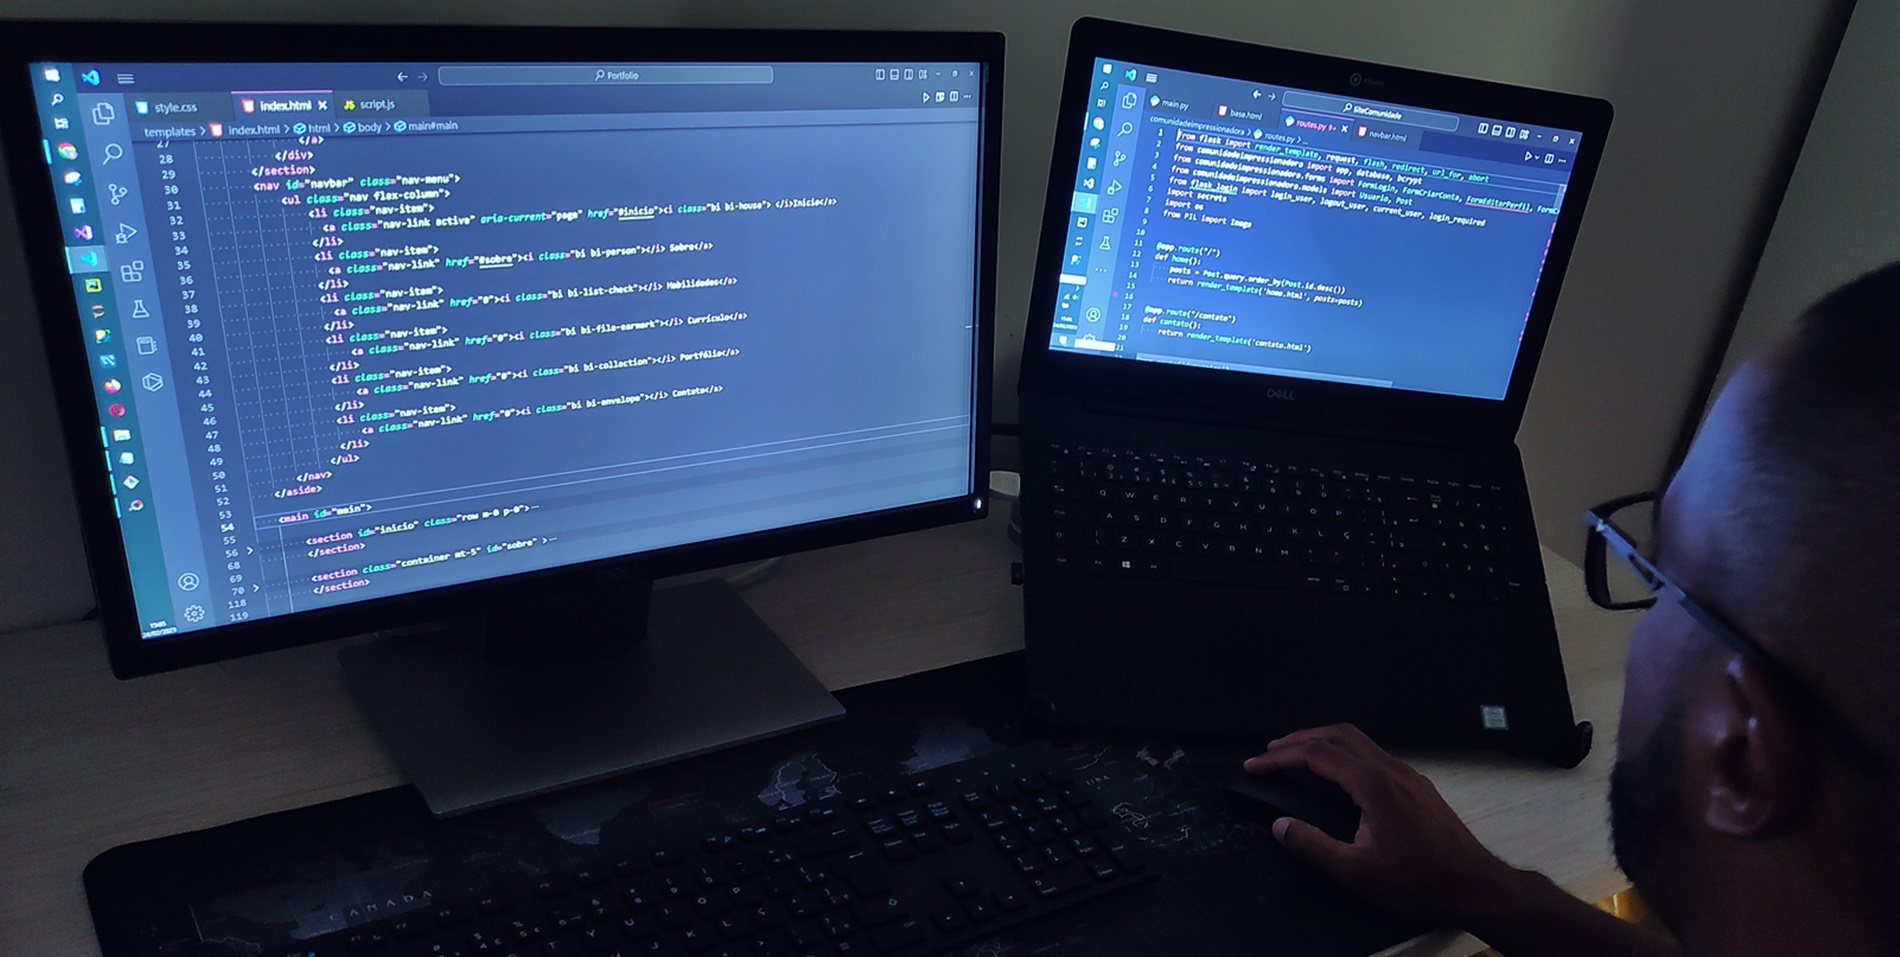 Portfolio
style.css
index.html
script.js
templates > index.html > html > body > main#main
27 </a>
28 </div>
29 </section>
30 <nav id="navbar" class="nav-menu">
31 <ul class="nav flex-column">
32 <li class="nav-item">
33 <a class="nav-link active" aria-current="page" href="#inicio"><i class="bi bi-house"> </i>Inicio</a>
34 </li>
35 <li class="nav-item">
36 <a class="nav-link" href="#sobre"><i class="bi bi-person"></i> Sobre</a>
37 </li>
38 <li class="nav-item">
39 <a class="nav-link" href="#"><i class="bi bi-list-check"></i> Habilidades</a>
40 </li>
41 <li class="nav-item">
42 <a class="nav-link" href="#"><i class="bi bi-file-earmark"></i> Currículo</a>
43 </li>
44 <li class="nav-item">
45 <a class="nav-link" href="#"><i class="bi bi-collection"></i> Portfólio</a>
46 </li>
47 <li class="nav-item">
48 <a class="nav-link" href="#"><i class="bi bi-envelope"></i> Contato</a>
49 </li>
50 </ul>
51 </nav>
52 </aside>
53
54 <main id="main">
55
56 <section id="inicio" class="row m-0 p-0">
68 </section>
69
70 <section class="container mt-5" id="sobre" >
118 </section>
119
SiteComunidade
main.py
base.html
routes.py 9+
navbar.html
comunidadeimpressionadora > routes.py > ...
1 from flask import render_template, request, flash, redirect, url_for, abort
2 from comunidadeimpressionadora import app, database, bcrypt
3 from comunidadeimpressionadora.forms import FormLogin, FormCriarConta, FormEditarPerfil,
4 from comunidadeimpressionadora.models import Usuario, Post
5 from flask_login import login_user, logout_user, current_user, login_required
6 import secrets
7 import os
8 from PIL import Image
11 @app.route("/")
12 def home():
13 posts = Post.query.order_by(Post.id.desc())
14 return render_template('home.html', posts=posts)
15
16
17 @app.route("/contato")
18 def contato():
19 return render_template('contato.html')
20
21
DELL
CANADA